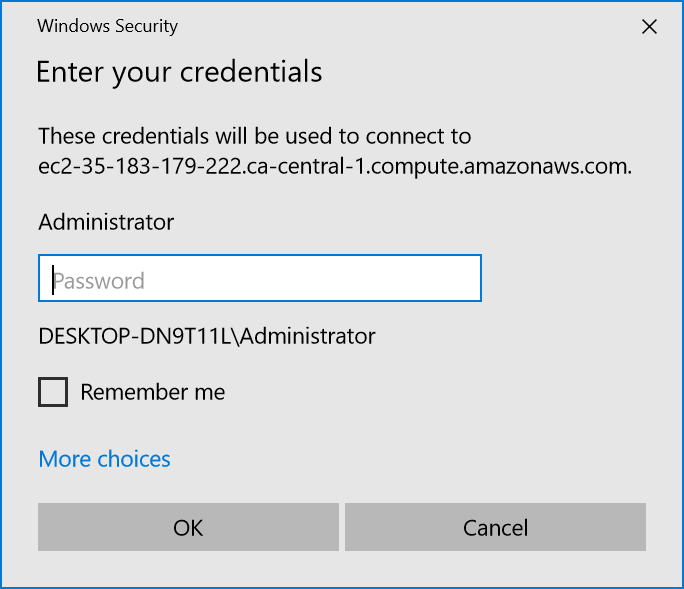 Windows Security
Enter your credentials
These credentials will be used to connect to
ec2-35-183-179-222.ca-central-1.compute.amazonaws.com.
Administrator
Password
DESKTOP-DN9T11L\Administrator
Remember me
More choices
OK
Cancel